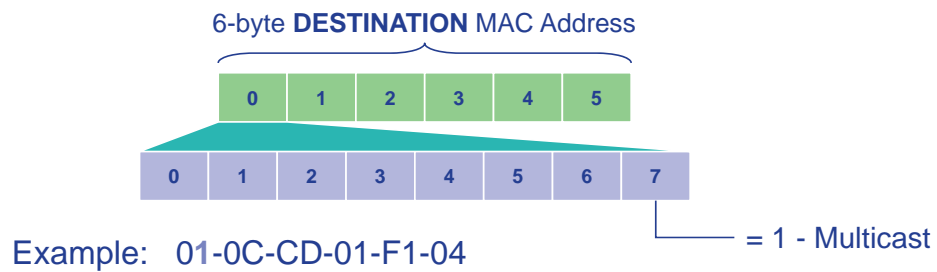 6-byte DESTINATION MAC Address
0 1 2 3 4 5
0 1 2 3 4 5 6 7
= 1 - Multicast
Example: 01-0C-CD-01-F1-04